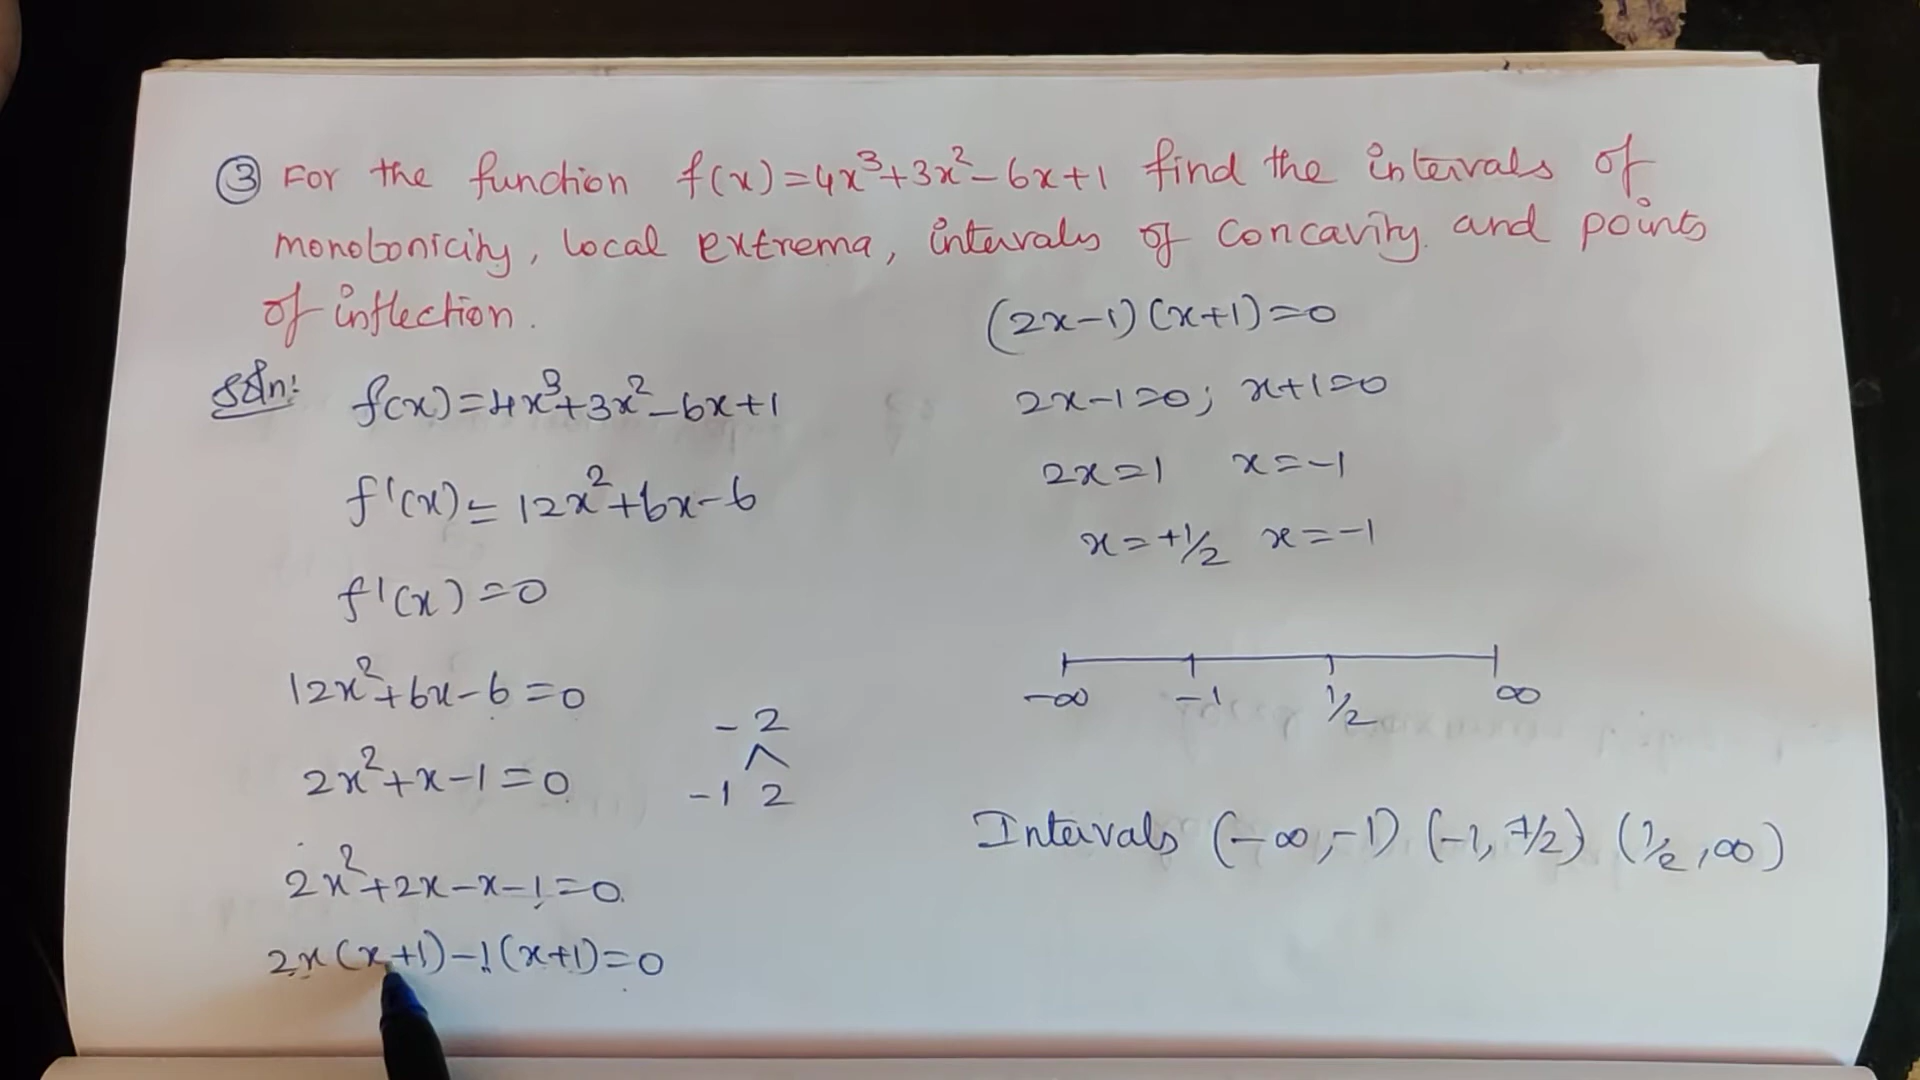 ③ For the function f(x)=4x³+3x²-6x+1 find the intervals of
monotonicity, local extrema, intervals of concavity and points
of inflection.
Soln: f(x)=4x³+3x²-6x+1
f'(x)=12x²+6x-6
f'(x)=0
12x²+6x-6=0
2x²+x-1=0
-2
-1 2
2x²+2x-x-1=0
2x(x+1)-1(x+1)=0
(2x-1)(x+1)=0
2x-1=0; x+1=0
2x=1 x=-1
x=+1/2 x=-1
-∞ -1 1/2 ∞
Intervals (-∞,-1) (-1,1/2) (1/2,∞)